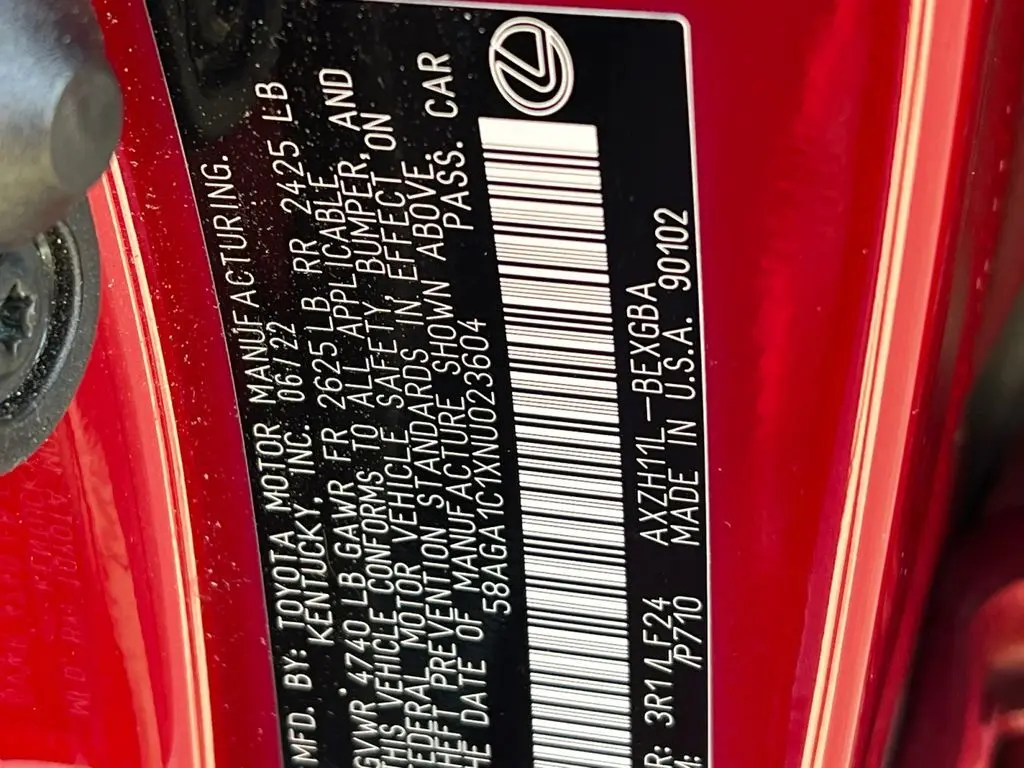 MFD. BY: TOYOTA MOTOR MANUFACTURING.
KENTUCKY, INC. 06/22
GVWR 4740 LB GAWR FR 2625 LB RR 2425 LB
THIS VEHICLE CONFORMS TO ALL APPLICABLE
FEDERAL MOTOR VEHICLE SAFETY, BUMPER, AND
THEFT PREVENTION STANDARDS IN EFFECT ON
THE DATE OF MANUFACTURE SHOWN ABOVE.
58AGA1C1XNU023604 PASS. CAR
R: 3R1/LF24 AXZH11L-BEXGBA
M: /P710 MADE IN U.S.A. 90102